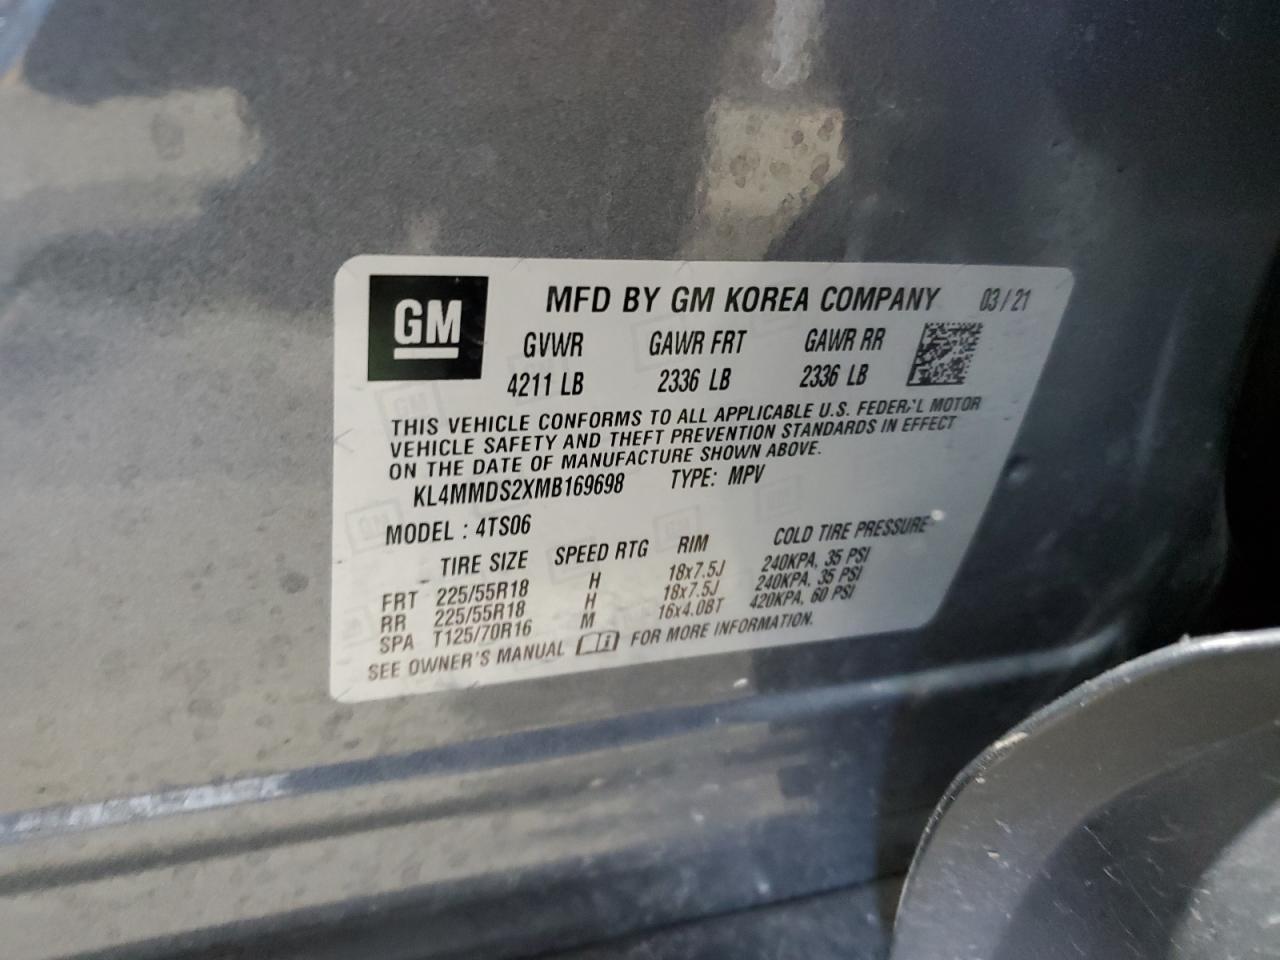 GM
MFD BY GM KOREA COMPANY 03/21
GVWR GAWR FRT GAWR RR
4211 LB 2336 LB 2336 LB
THIS VEHICLE CONFORMS TO ALL APPLICABLE U.S. FEDERAL MOTOR
VEHICLE SAFETY AND THEFT PREVENTION STANDARDS IN EFFECT
ON THE DATE OF MANUFACTURE SHOWN ABOVE.
KL4MMDS2XMB169698 TYPE: MPV
MODEL : 4TS06
TIRE SIZE SPEED RTG RIM COLD TIRE PRESSURE
FRT 225/55R18 H 18x7.5J 240KPA, 35 PSI
RR 225/55R18 H 18x7.5J 240KPA, 35 PSI
SPA T125/70R16 M 16x4.0BT 420KPA, 60 PSI
SEE OWNER'S MANUAL i FOR MORE INFORMATION.